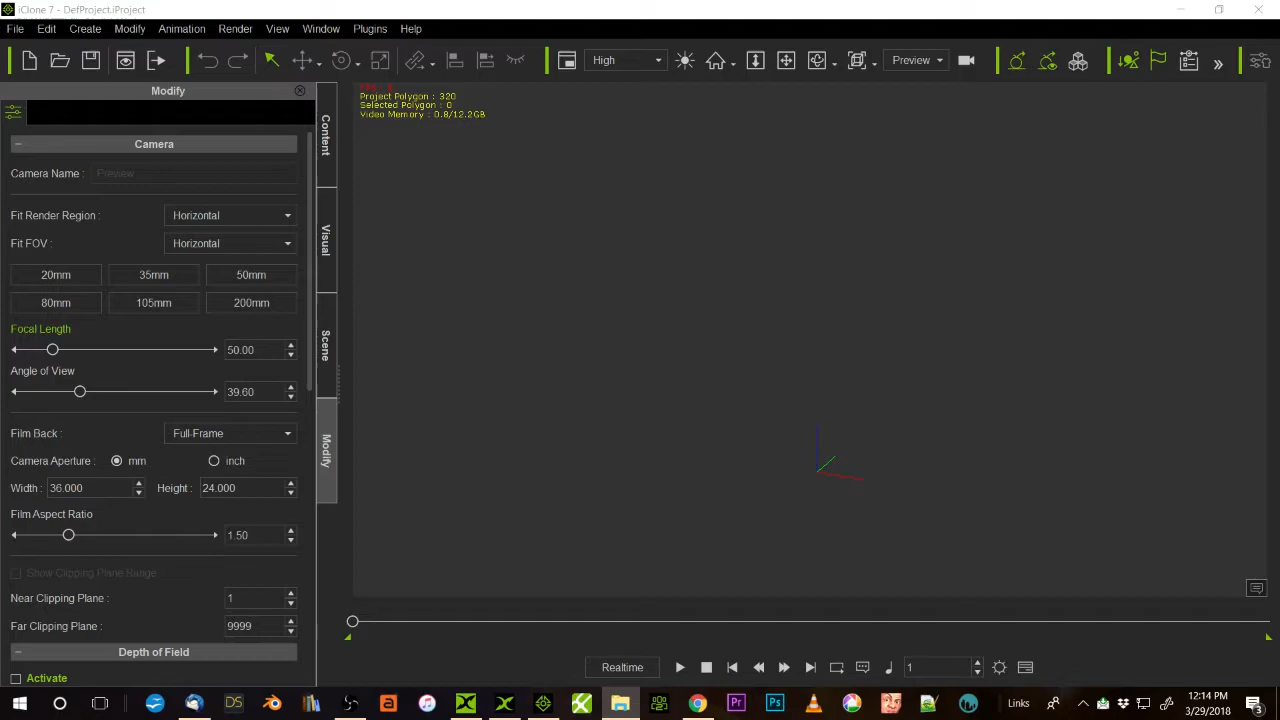 iClone 7 - DefProject.iProject
File Edit Create Modify Animation Render View Window Plugins Help
High Preview
Modify
Project Polygon : 320
Selected Polygon : 0
Video Memory : 0.8/12.2GB
Content
Visual
Scene
Modify
Camera
Camera Name : Preview
Fit Render Region : Horizontal
Fit FOV : Horizontal
20mm 35mm 50mm
80mm 105mm 200mm
Focal Length
50.00
Angle of View
39.60
Film Back : Full-Frame
Camera Aperture : mm inch
Width : 36.000 Height : 24.000
Film Aspect Ratio
1.50
Show Clipping Plane Range
Near Clipping Plane : 1
Far Clipping Plane : 9999
Depth of Field
Activate
Realtime 1
DS Pr Ps Links 12:14 PM
3/29/2018 3